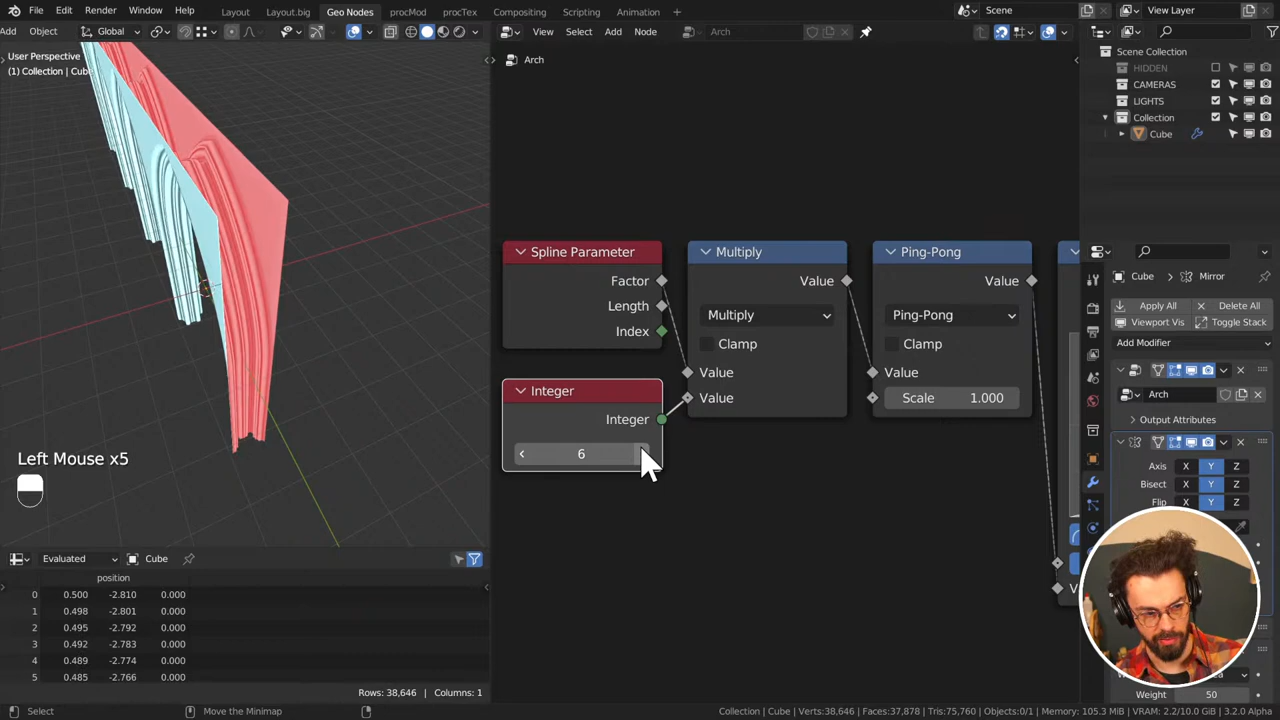 File Edit Render Window Help Layout Layout.big Geo Nodes procMod procTex Compositing Scripting Animation + Scene View Layer
Add Object Global View Select Add Node Arch
User Perspective
(1) Collection | Cube
Arch
Scene Collection
HIDDEN
CAMERAS
LIGHTS
Collection
Cube
Spline Parameter
Factor
Length
Index
Integer
Integer
6
Multiply
Value
Multiply
Clamp
Value
Value
Ping-Pong
Value
Ping-Pong
Clamp
Value
Scale 1.000
Cube Mirror
Apply All Delete All
Viewport Vis Toggle Stack
Add Modifier
Arch
Output Attributes
Axis X Y Z
Bisect X Y Z
Flip X Y Z
Weight 50
Left Mouse x5
Evaluated Cube
position
0 0.500 -2.810 0.000
1 0.498 -2.801 0.000
2 0.495 -2.792 0.000
3 0.492 -2.783 0.000
4 0.489 -2.774 0.000
5 0.485 -2.766 0.000
Rows: 38,646 | Columns: 1
Select Move the Minimap Collection | Cube | Verts:38,646 | Faces:37,878 | Tris:75,760 | Objects:0/1 | Memory: 105.3 MiB | VRAM: 2.2/10.0 GiB | 3.2.0 Alpha